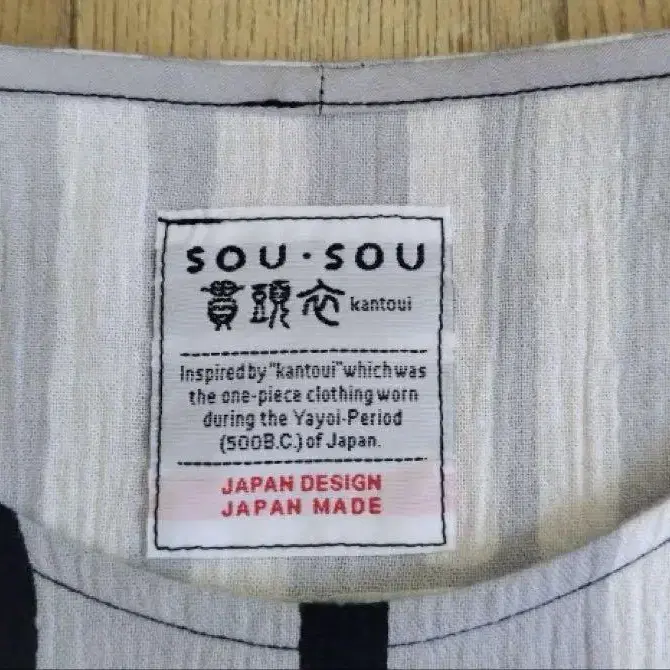 SOU・SOU
貫頭衣 kantoui
Inspired by "kantoui" which was
the one-piece clothing worn
during the Yayoi-Period
(500B.C.) of Japan.
JAPAN DESIGN
JAPAN MADE